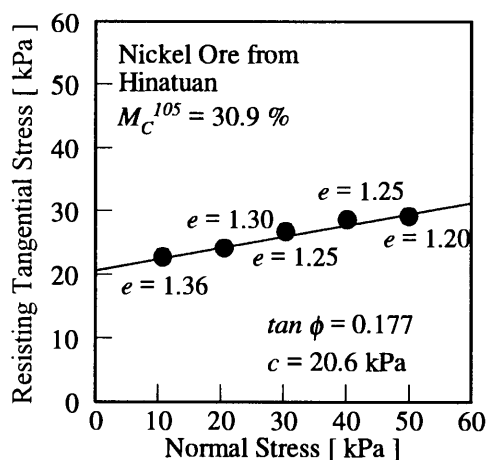 Resisting Tangential Stress [ kPa]
60
50
40
30
20
10
0
Nickel Ore from
Hinatuan
M_C^105 = 30.9 %
e = 1.25
e = 1.30
e = 1.20
e = 1.25
e = 1.36
tan ϕ = 0.177
c = 20.6 kPa
0 10 20 30 40 50 60
Normal Stress [ kPa]